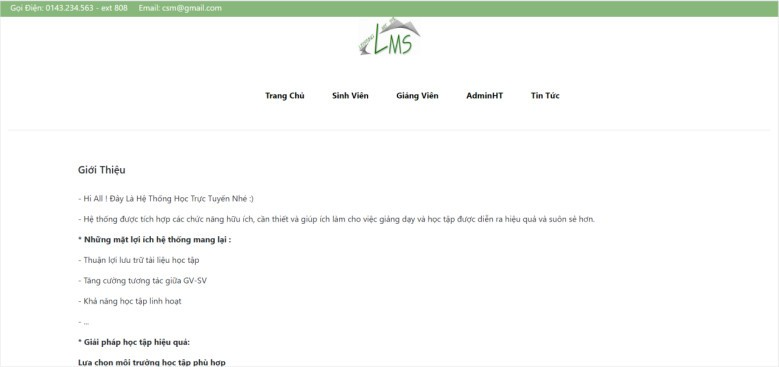 Gọi Điện: 0143.234.563 - ext 808 Email: csm@gmail.com
LMS
Trang Chủ Sinh Viên Giảng Viên AdminHT Tin Tức
Giới Thiệu
- Hi All ! Đây Là Hệ Thống Học Trực Tuyến Nhé :)
- Hệ thống được tích hợp các chức năng hữu ích, cần thiết và giúp ích làm cho việc giảng dạy và học tập được diễn ra hiệu quả và suôn sẻ hơn.
* Những mặt lợi ích hệ thống mang lại :
- Thuận lợi lưu trữ tài liệu học tập
- Tăng cường tương tác giữa GV-SV
- Khả năng học tập linh hoạt
- ...
* Giải pháp học tập hiệu quả:
Lựa chọn môi trường học tập phù hợp